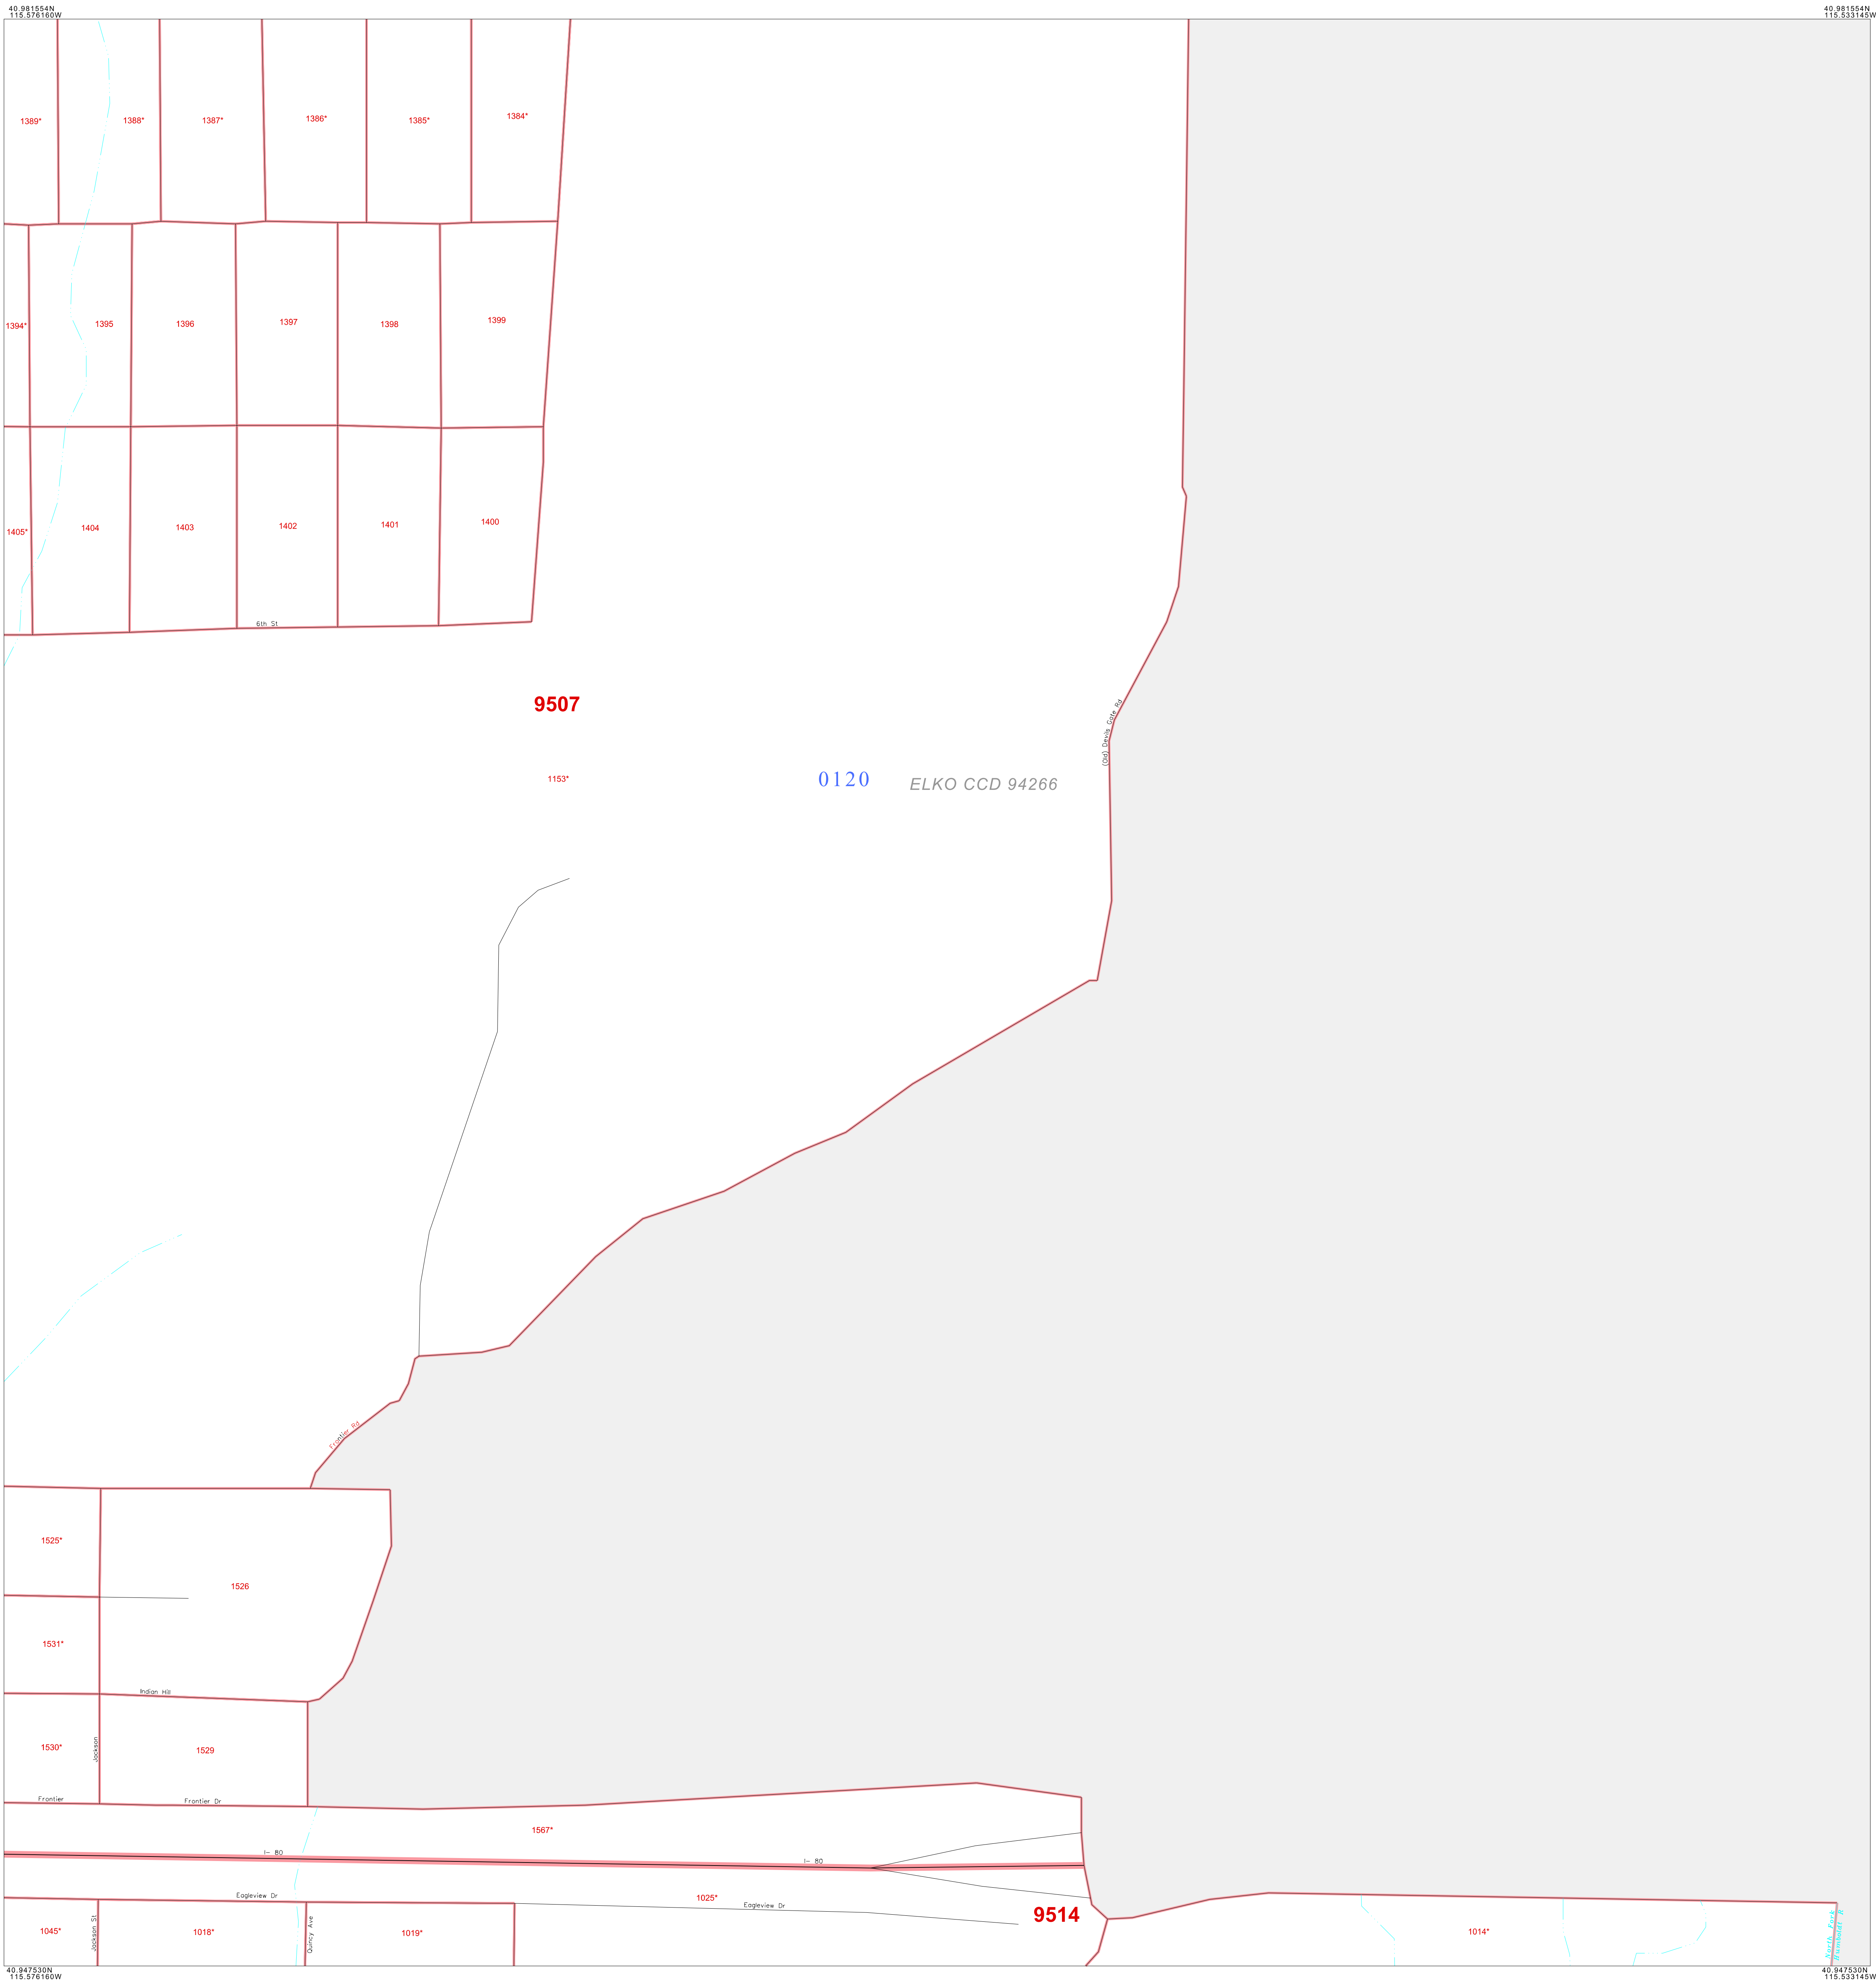 40.981554N
115.576160W
40.981554N
115.533145W
1389*
1388*
1387*
1386*
1385*
1384*
1394*
1395
1396
1397
1398
1399
1405*
1404
1403
1402
1401
1400
6th St
9507
(Old) Devils Gate Rd
1153*
0120
ELKO CCD 94266
Frontier Rd
1525*
1526
1531*
Indian Hill
1530*
Jackson
1529
Frontier
Frontier Dr
1567*
I- 80
I- 80
Eagleview Dr
1025*
Eagleview Dr
9514
1045*
Jackson St
1018*
Quincy Ave
1019*
1014*
North Fork
Humboldt R
40.947530N
115.576160W
40.947530N
115.533145W